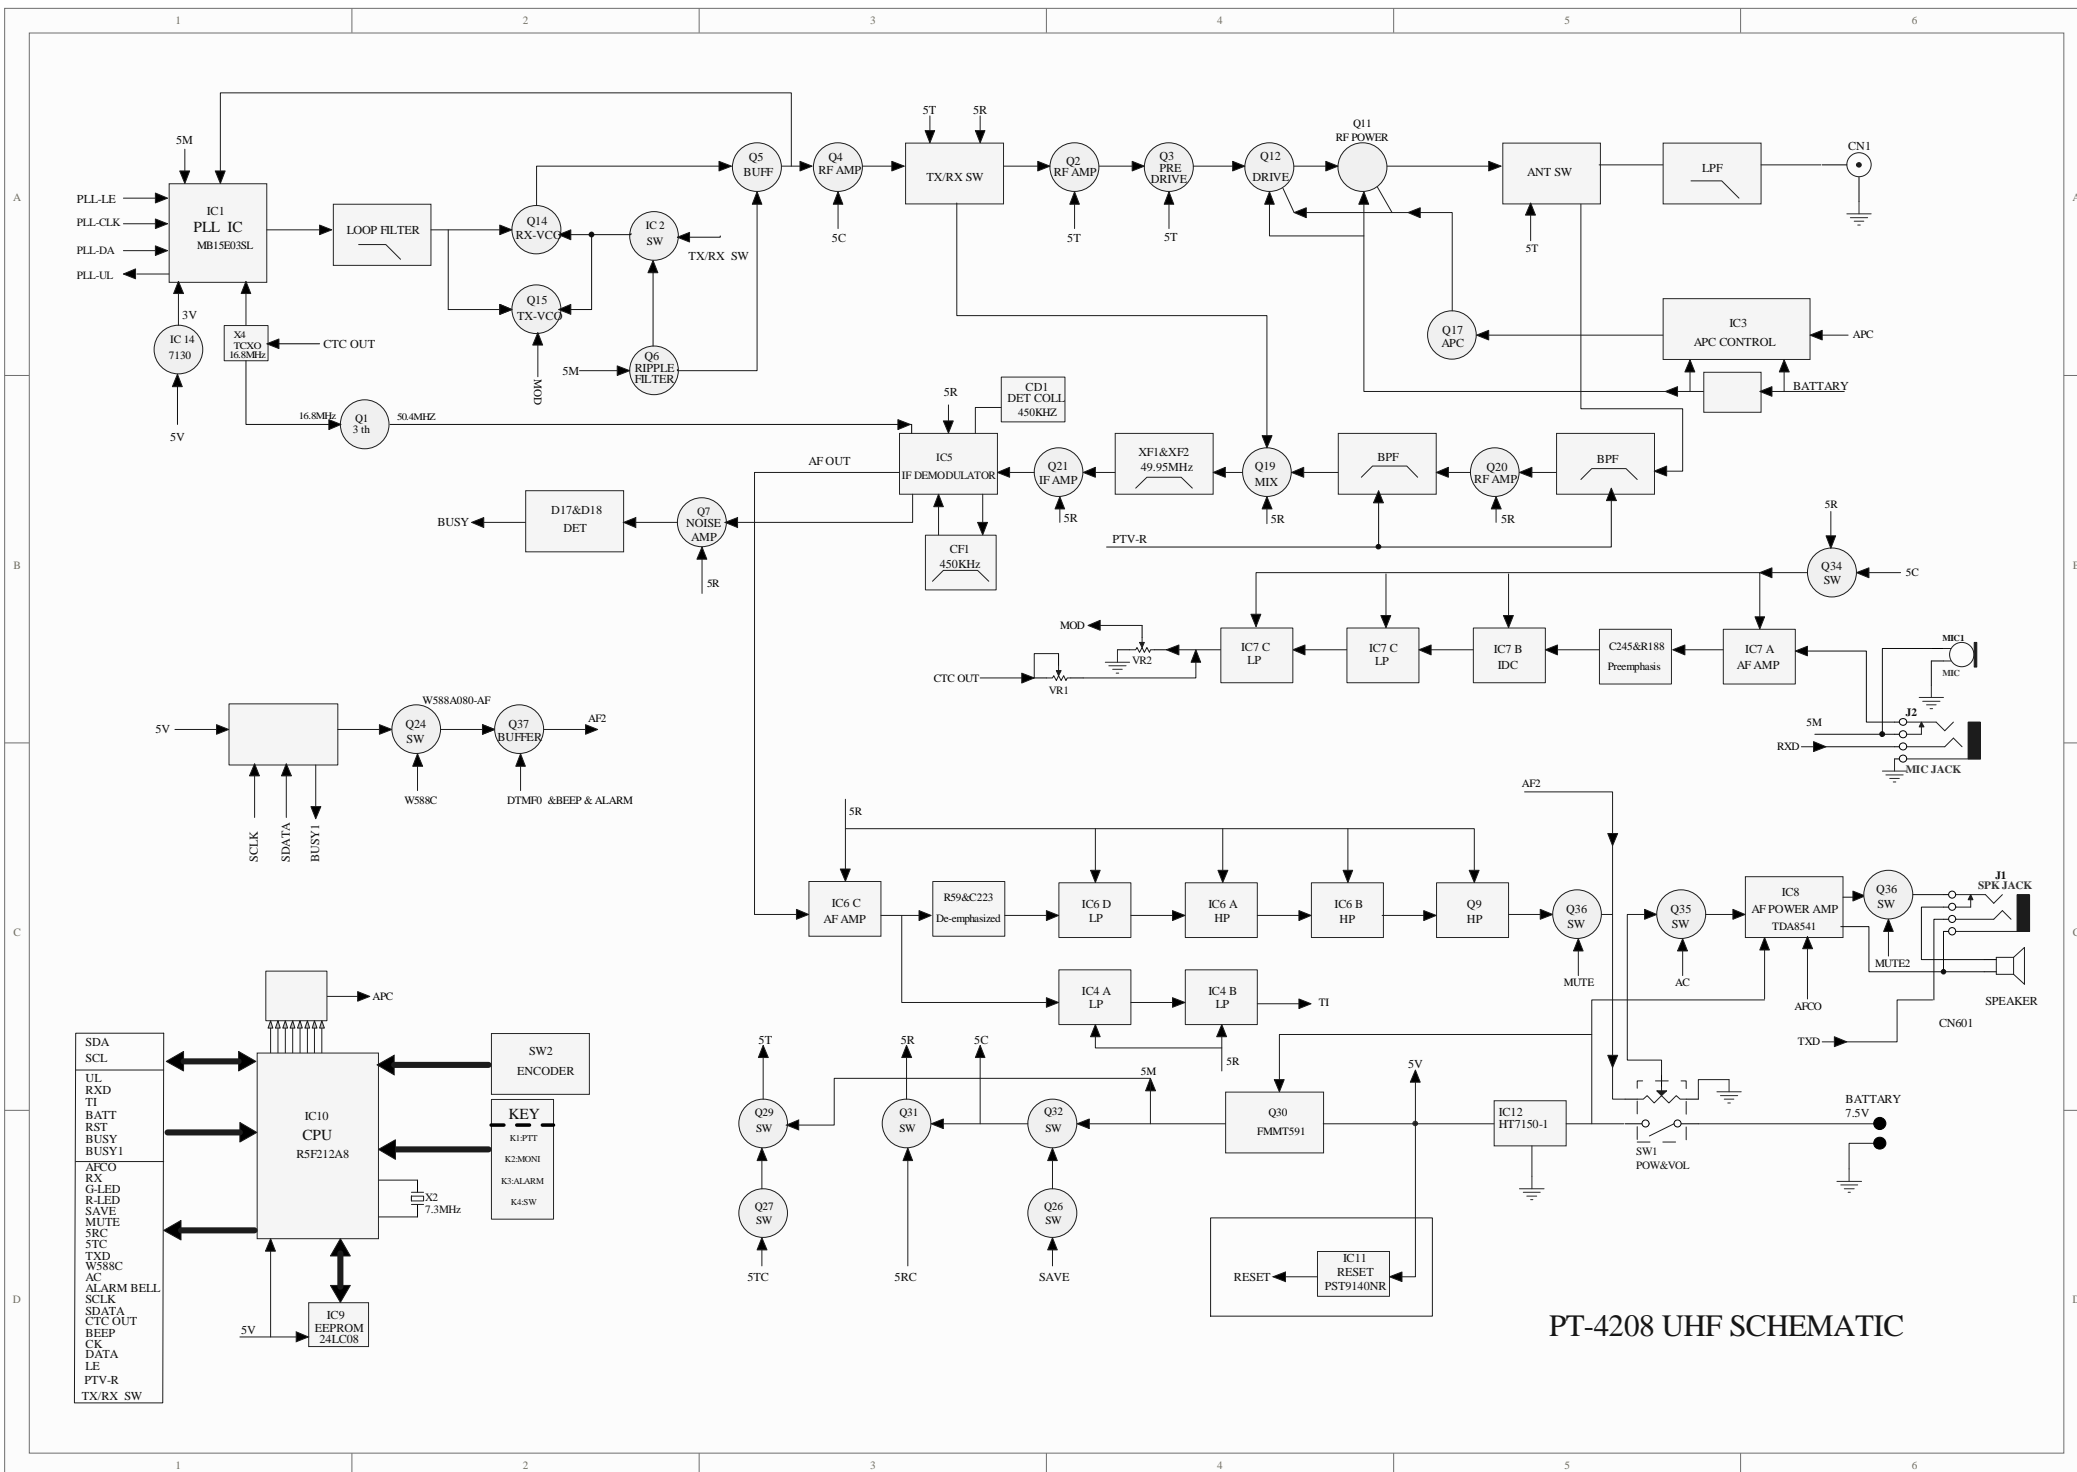 1 2 3 4 5 6
A
5M
PLL-LE
PLL-CLK
PLL-DA
PLL-UL
IC1
PLL IC
MB15E03SL
3V
IC 14
7130
5V
X4
TCXO
16.8MHz
CTC OUT
LOOP FILTER
Q14
RX-VCO
Q15
TX-VCO
MOD
IC 2
SW
TX/RX SW
5M
Q6
RIPPLE
FILTER
Q5
BUFF
Q4
RF AMP
5C
5T
5R
TX/RX SW
Q2
RF AMP
5T
Q3
PRE
DRIVE
5T
Q12
DRIVE
Q11
RF POWER
ANT SW
5T
LPF
CN1
Q17
APC
IC3
APC CONTROL
APC
BATTARY
16.8MHz
Q1
3 th
50.4MHZ
5R
CD1
DET COLL
450KHZ
IC5
IF DEMODULATOR
AF OUT
Q21
IF AMP
5R
XF1&XF2
49.95MHz
Q19
MIX
5R
BPF
Q20
RF AMP
5R
BPF
PTV-R
BUSY
D17&D18
DET
Q7
NOISE
AMP
5R
CF1
450KHz
B
5R
Q34
SW
5C
MOD
VR2
CTC OUT
VR1
IC7 C
LP
IC7 C
LP
IC7 B
IDC
C245&R188
Preemphasis
IC7 A
AF AMP
MIC1
MIC
J2
5M
RXD
MIC JACK
5V
W588A080-AF
Q24
SW
W588C
Q37
BUFFER
DTMF0 &BEEP & ALARM
AF2
SCLK
SDATA
BUSY1
C
5R
AF2
IC6 C
AF AMP
R59&C223
De-emphasized
IC6 D
LP
IC6 A
HP
IC6 B
HP
Q9
HP
Q36
SW
MUTE
Q35
SW
AC
IC8
AF POWER AMP
TDA8541
AFCO
Q36
SW
MUTE2
J1
SPK JACK
SPEAKER
CN601
TXD
IC4 A
LP
IC4 B
LP
TI
5R
APC
SDA
SCL
UL
RXD
TI
BATT
RST
BUSY
BUSY1
AFCO
RX
G-LED
R-LED
SAVE
MUTE
5RC
5TC
TXD
W588C
AC
ALARM BELL
SCLK
SDATA
CTC OUT
BEEP
CK
DATA
LE
PTV-R
TX/RX SW
IC10
CPU
R5F212A8
SW2
ENCODER
KEY
K1:PTT
K2:MONI
K3:ALARM
K4:SW
X2
7.3MHz
5V
IC9
EEPROM
24LC08
5T
Q29
SW
Q27
SW
5TC
5R
Q31
SW
5RC
5C
Q32
SW
Q26
SW
SAVE
5M
Q30
FMMT591
5V
IC12
HT7150-1
SW1
POW&VOL
BATTARY
7.5V
RESET
IC11
RESET
PST9140NR
D
PT-4208 UHF SCHEMATIC
1 2 3 4 5 6